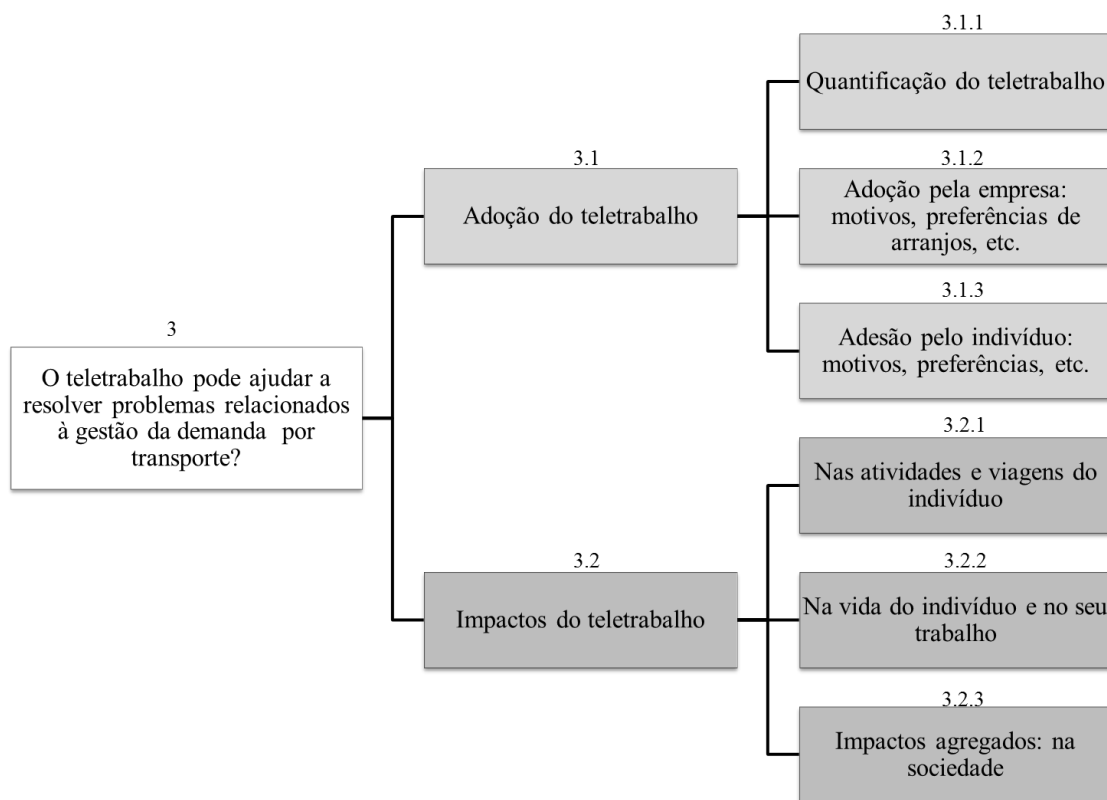 3
O teletrabalho pode ajudar a
resolver problemas relacionados
à gestão da demanda por
transporte?
3.1
Adoção do teletrabalho
3.1.1
Quantificação do teletrabalho
3.1.2
Adoção pela empresa:
motivos, preferências de
arranjos, etc.
3.1.3
Adesão pelo indivíduo:
motivos, preferências, etc.
3.2
Impactos do teletrabalho
3.2.1
Nas atividades e viagens do
indivíduo
3.2.2
Na vida do indivíduo e no seu
trabalho
3.2.3
Impactos agregados: na
sociedade